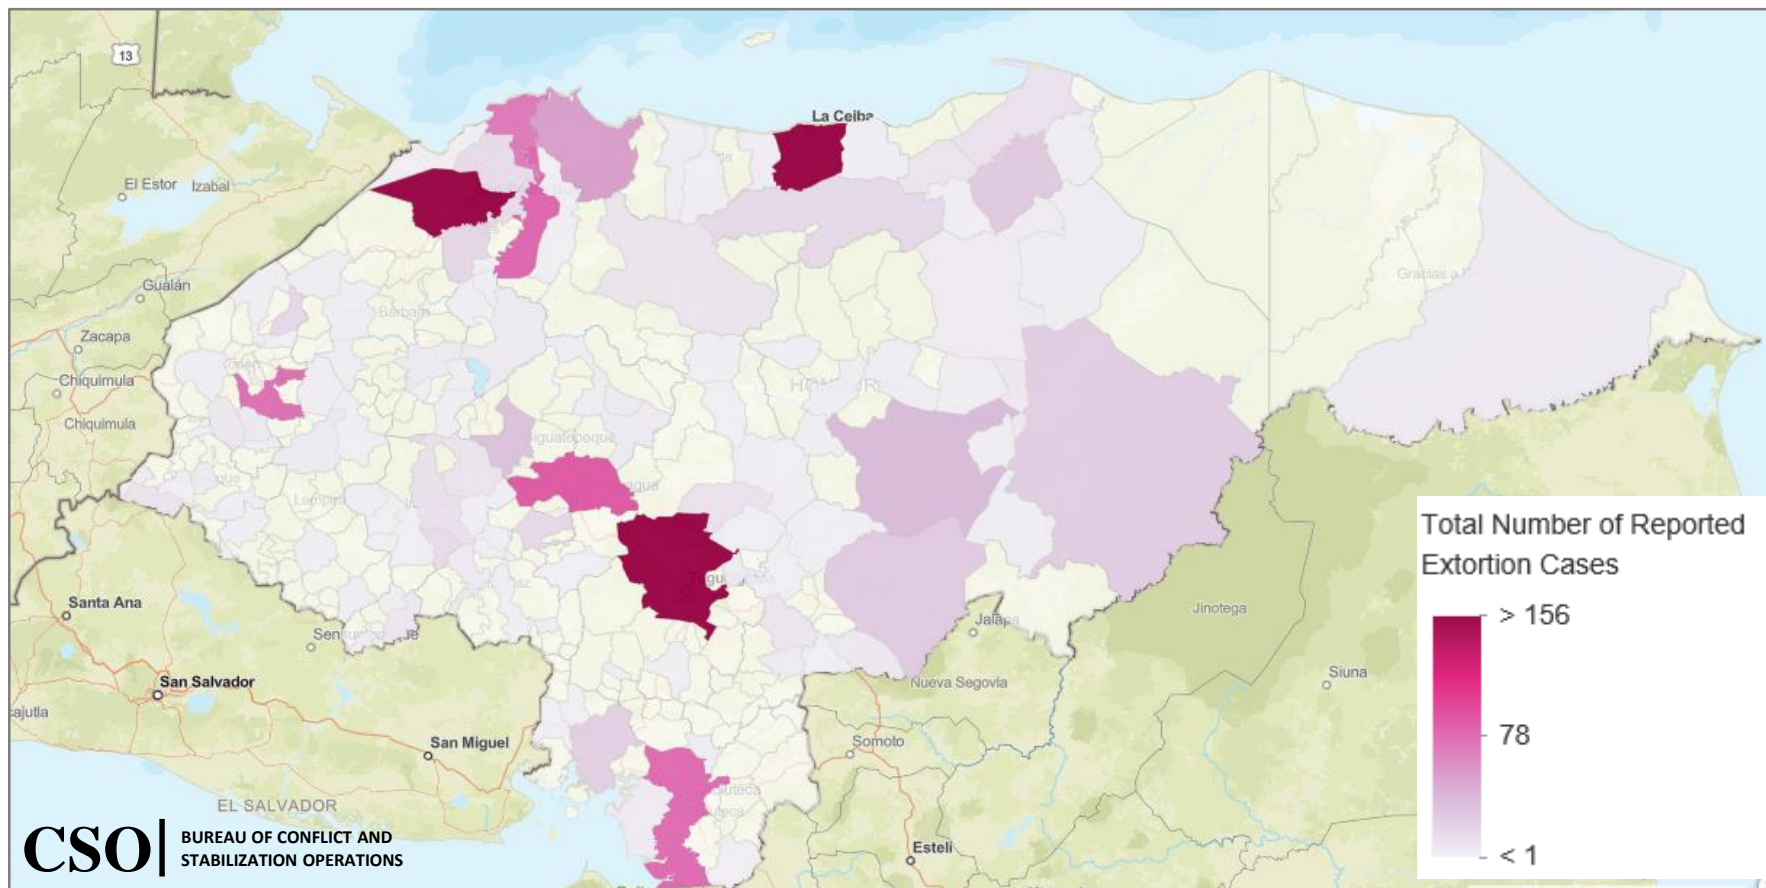 13
La Ceiba
El Estor
Izabal
Gualán
Zacapa
Chiquimula
Chiquimula
Gracias a
Santa Ana
San Salvador
San Miguel
EL SALVADOR
Jalapa
Nueva Segovia
Somoto
Estelí
Jinotega
Siuna
Total Number of Reported
Extortion Cases
> 156
78
< 1
CSO
BUREAU OF CONFLICT AND
STABILIZATION OPERATIONS